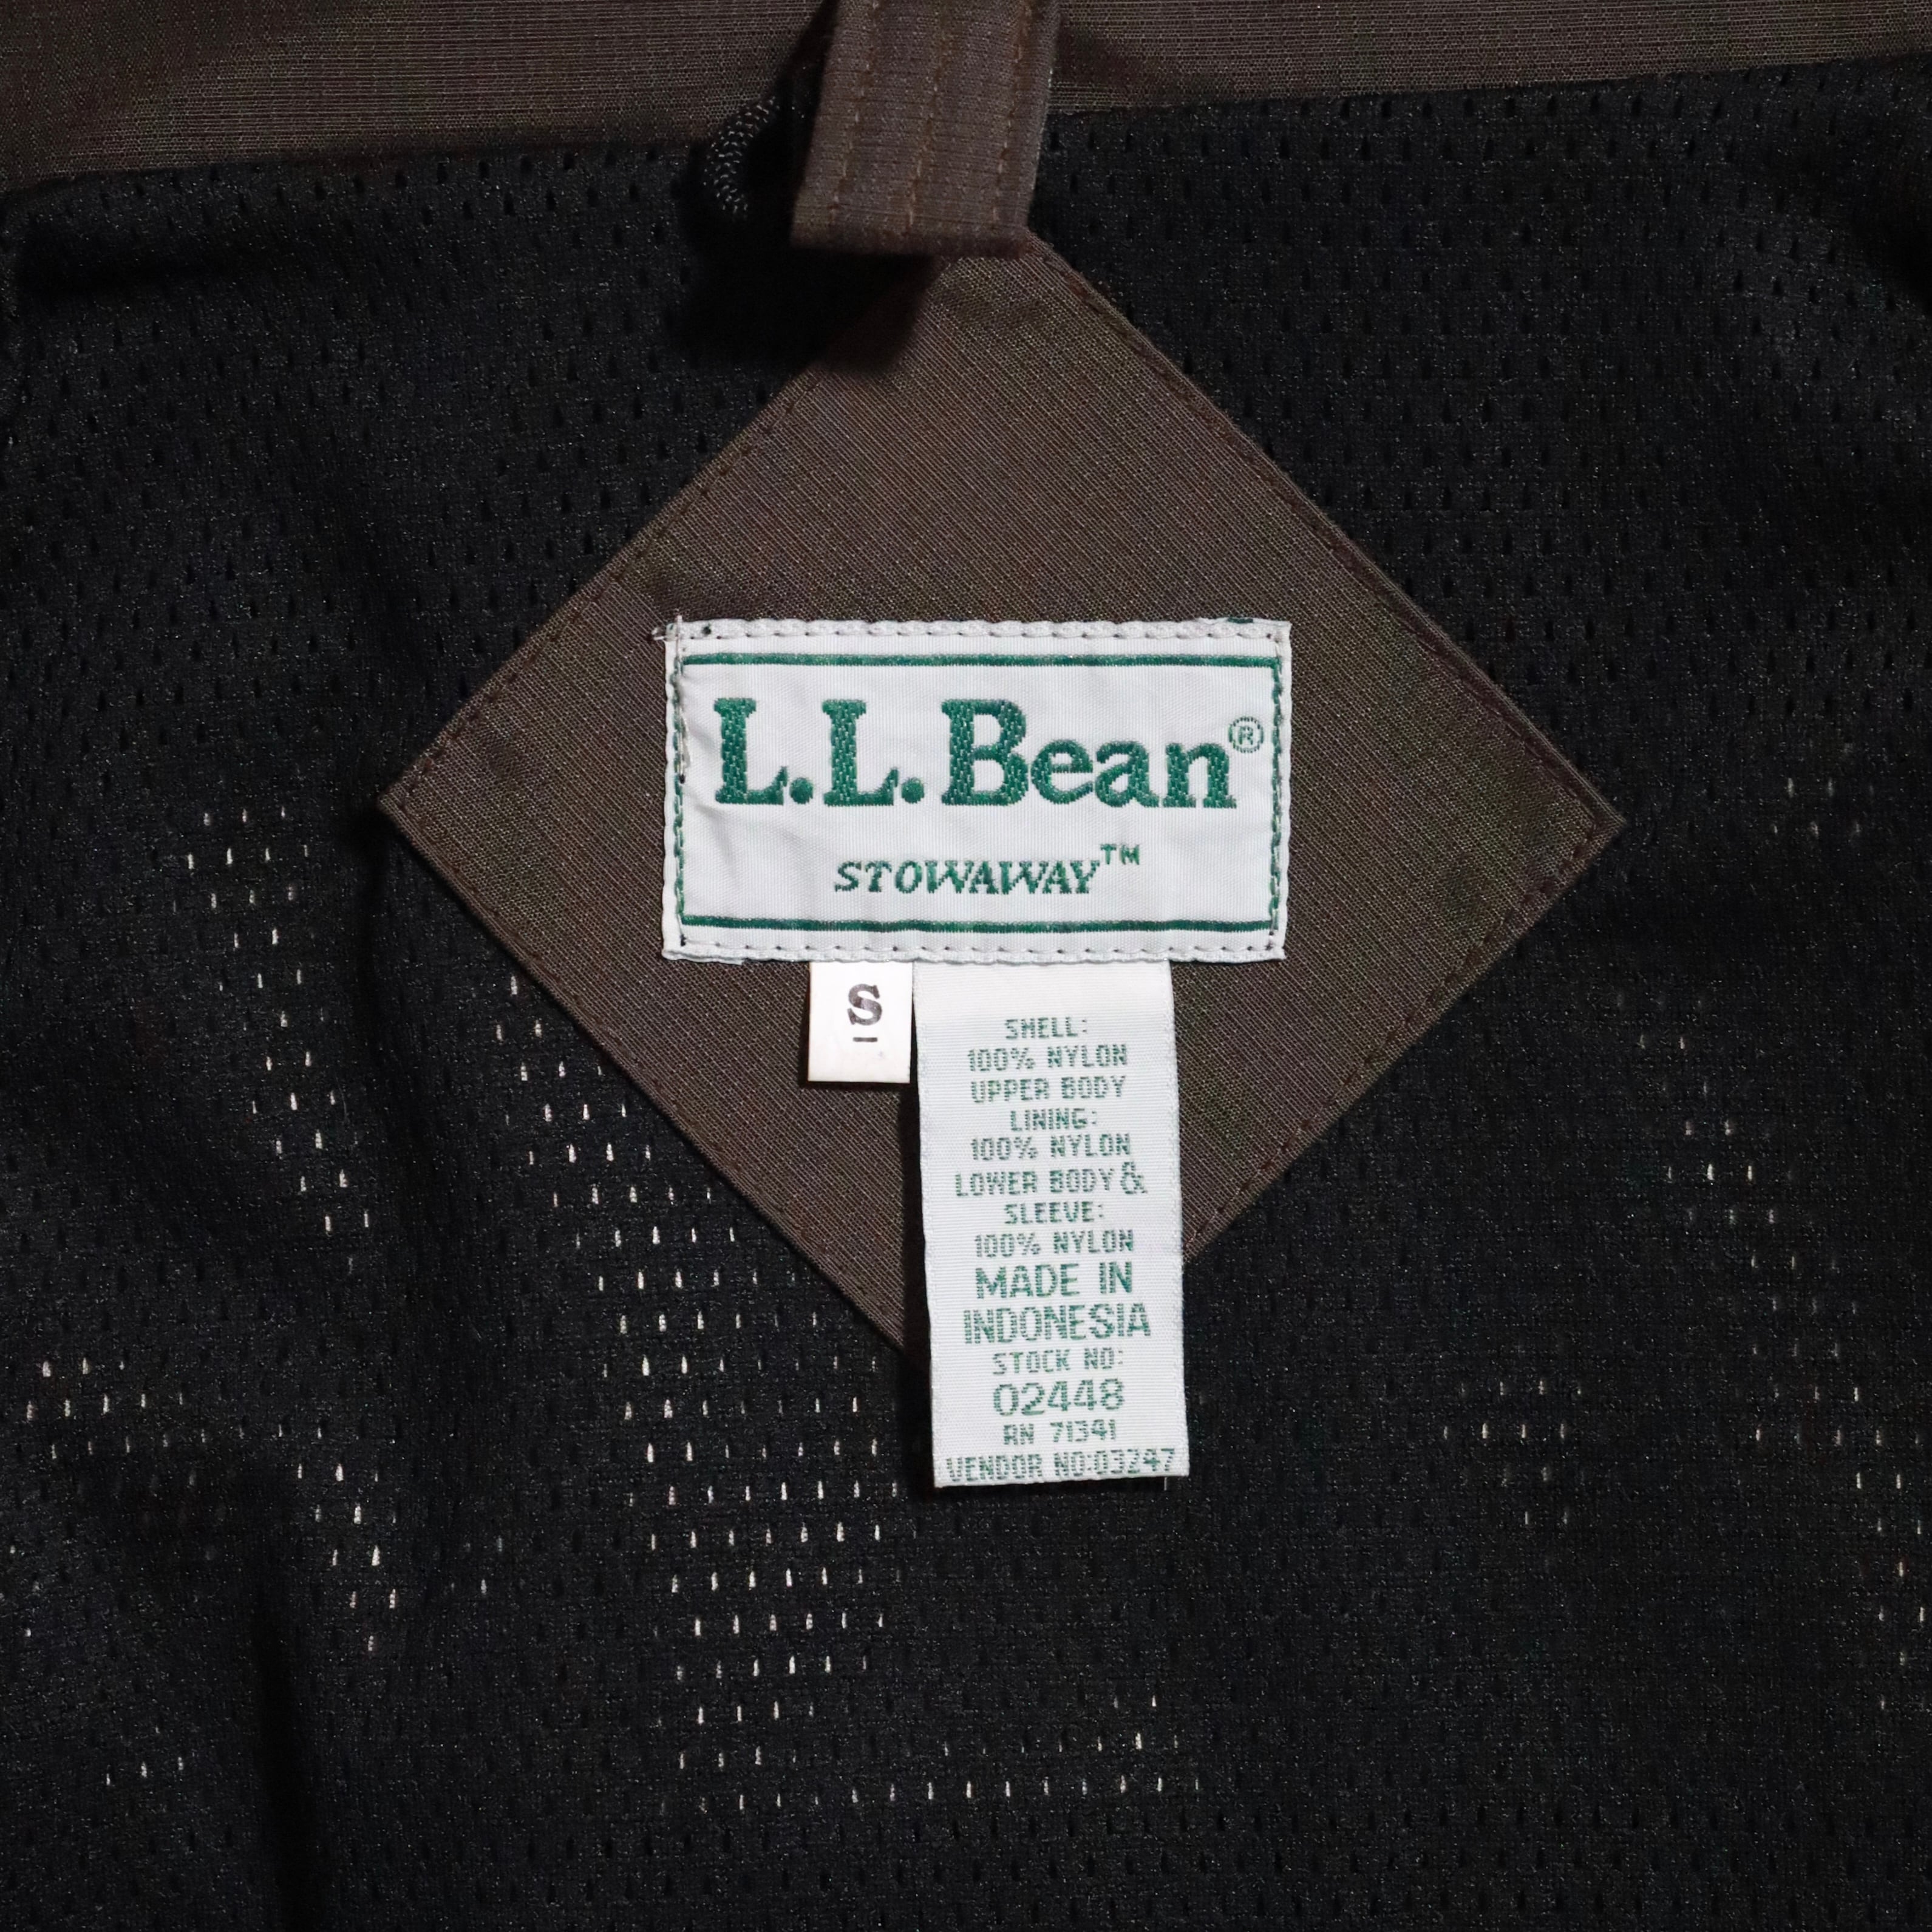 L.L.Bean®
STOWAWAY™
S
SHELL:
100% NYLON
UPPER BODY
LINING:
100% NYLON
LOWER BODY &
SLEEVE:
100% NYLON
MADE IN
INDONESIA
STOCK NO:
02448
RN 71341
VENDOR NO:03247